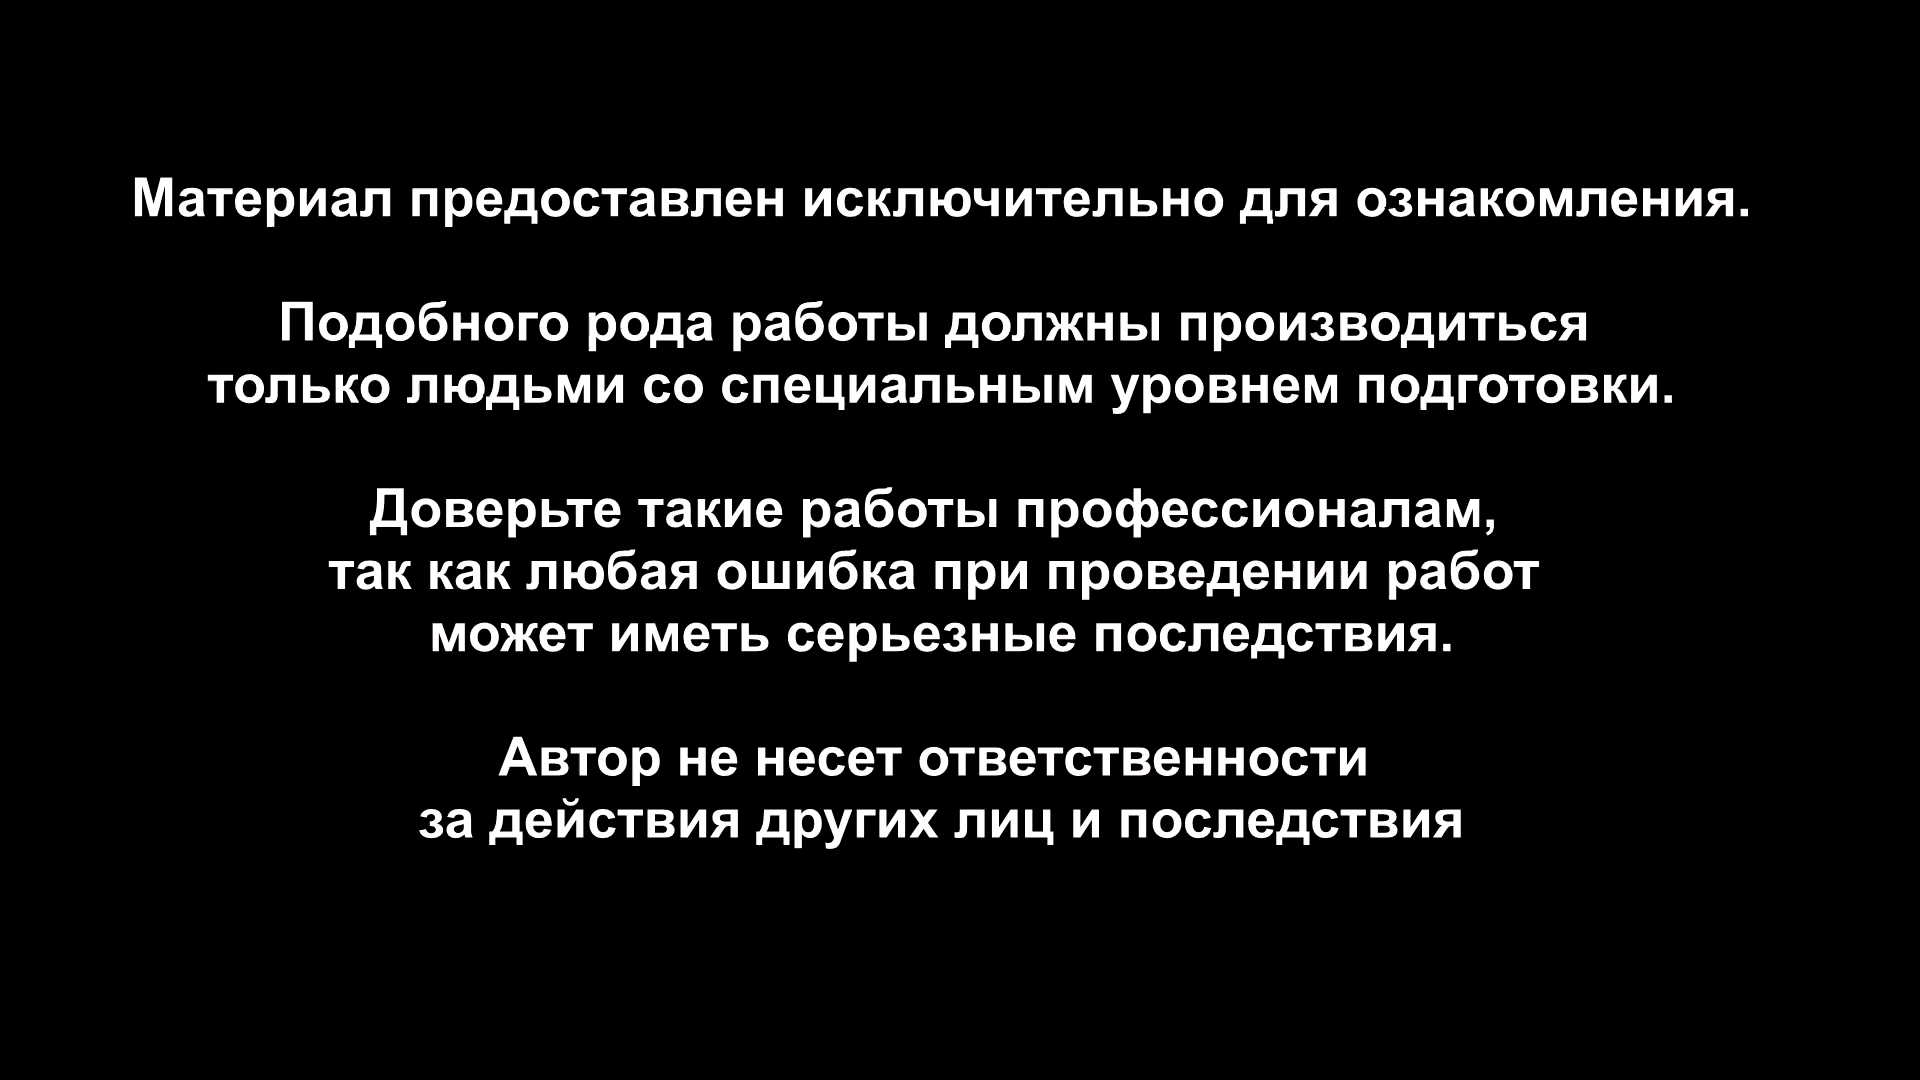 Материал предоставлен исключительно для ознакомления.
Подобного рода работы должны производиться
только людьми со специальным уровнем подготовки.
Доверьте такие работы профессионалам,
так как любая ошибка при проведении работ
может иметь серьезные последствия.
Автор не несет ответственности
за действия других лиц и последствия